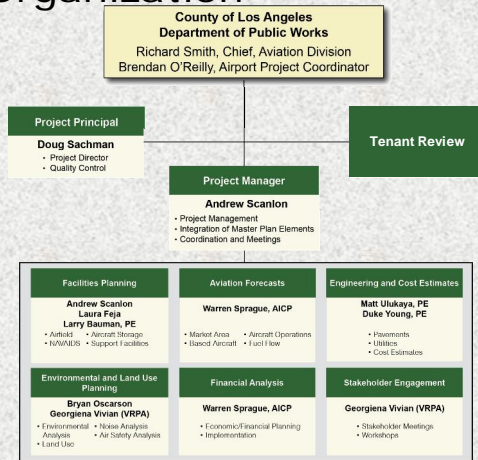 Organization
County of Los Angeles
Department of Public Works
Richard Smith, Chief, Aviation Division
Brendan O'Reilly, Airport Project Coordinator
Project Principal
Doug Sachman
• Project Director
• Quality Control
Tenant Review
Project Manager
Andrew Scanlon
• Project Management
• Integration of Master Plan Elements
• Coordination and Meetings
Facilities Planning
Andrew Scanlon
Laura Feja
Larry Bauman, PE
• Airfield • Aircraft Storage
• NAVAIDS • Support Facilities
Aviation Forecasts
Warren Sprague, AICP
• Market Area • Aircraft Operations
• Based Aircraft • Fuel Flow
Engineering and Cost Estimates
Matt Ulukaya, PE
Duke Young, PE
• Pavements
• Utilities
• Cost Estimates
Environmental and Land Use
Planning
Bryan Oscarson
Georgiena Vivian (VRPA)
• Environmental • Noise Analysis
Analysis • Air Safety Analysis
• Land Use
Financial Analysis
Warren Sprague, AICP
• Economic/Financial Planning
• Implementation
Stakeholder Engagement
Georgiena Vivian (VRPA)
• Stakeholder Meetings
• Workshops